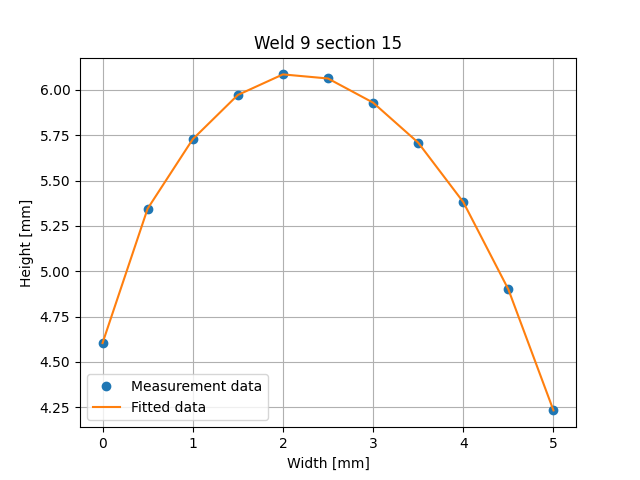 Weld 9 section 15
Height [mm]
6.00
5.75
5.50
5.25
5.00
4.75
4.50
4.25
Measurement data
Fitted data
0 1 2 3 4 5
Width [mm]